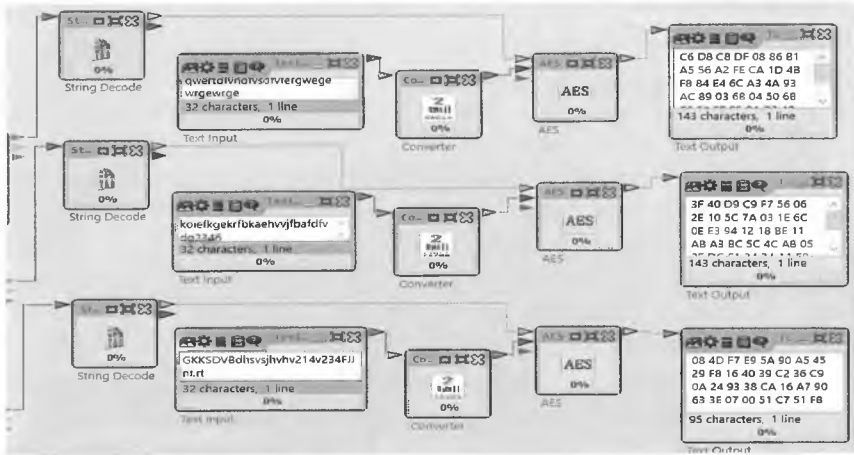 St...
0%
String Decode
Text...
wrgewrge
32 characters, 1 line
0%
Text Input
Co...
0%
Converter
AES
AES
0%
AES
T...
C6 D8 C8 DF 08 86 B1
A5 56 A2 FE CA 1D 4B
F8 84 E4 6C A3 4A 93
AC 89 03 68 04 50 68
143 characters, 1 line
0%
Text Output
St...
0%
String Decode
Text...
32 characters, 1 line
0%
Text Input
Co...
0%
Converter
AES
AES
0%
AES
T...
3F 40 D9 C9 F7 56 06
2E 10 5C 7A 03 1E 6C
0E E3 94 12 18 BE 11
AB A3 BC 5C 4C AB 05
143 characters, 1 line
0%
Text Output
St...
0%
String Decode
Text...
GKKSDVBdhsvsjhvhv214v234FJJ
32 characters, 1 line
0%
Text Input
Co...
0%
Converter
AES
AES
0%
AES
T...
08 4D F7 E9 5A 90 A5 45
29 F8 16 40 39 C2 36 C9
0A 24 93 38 CA 16 A7 90
63 3E 07 00 51 C7 51 FB
95 characters, 1 line
0%
Text Output